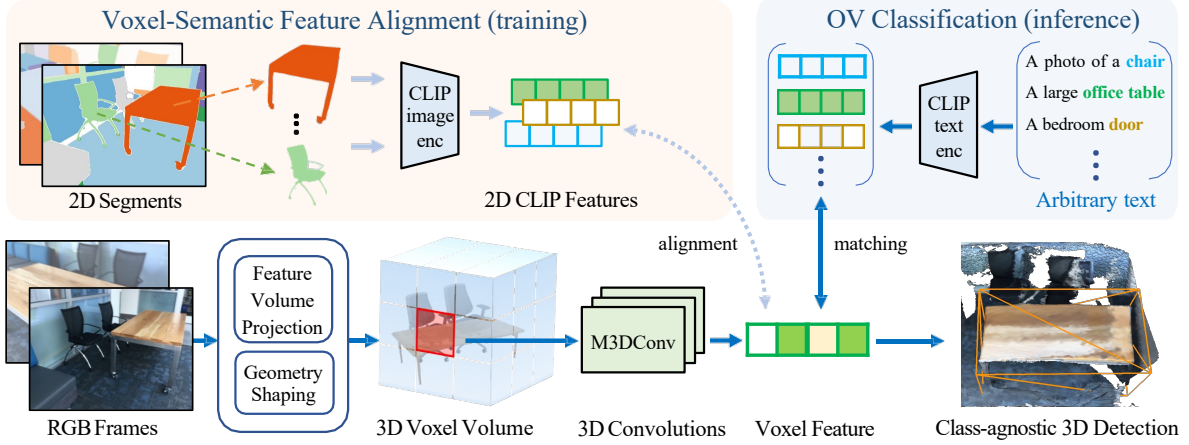 Voxel-Semantic Feature Alignment (training)
OV Classification (inference)
CLIP
image
enc
2D Segments
2D CLIP Features
CLIP
text
enc
A photo of a chair
A large office table
A bedroom door
Arbitrary text
alignment
matching
Feature
Volume
Projection
Geometry
Shaping
M3DConv
RGB Frames
3D Voxel Volume
3D Convolutions
Voxel Feature
Class-agnostic 3D Detection